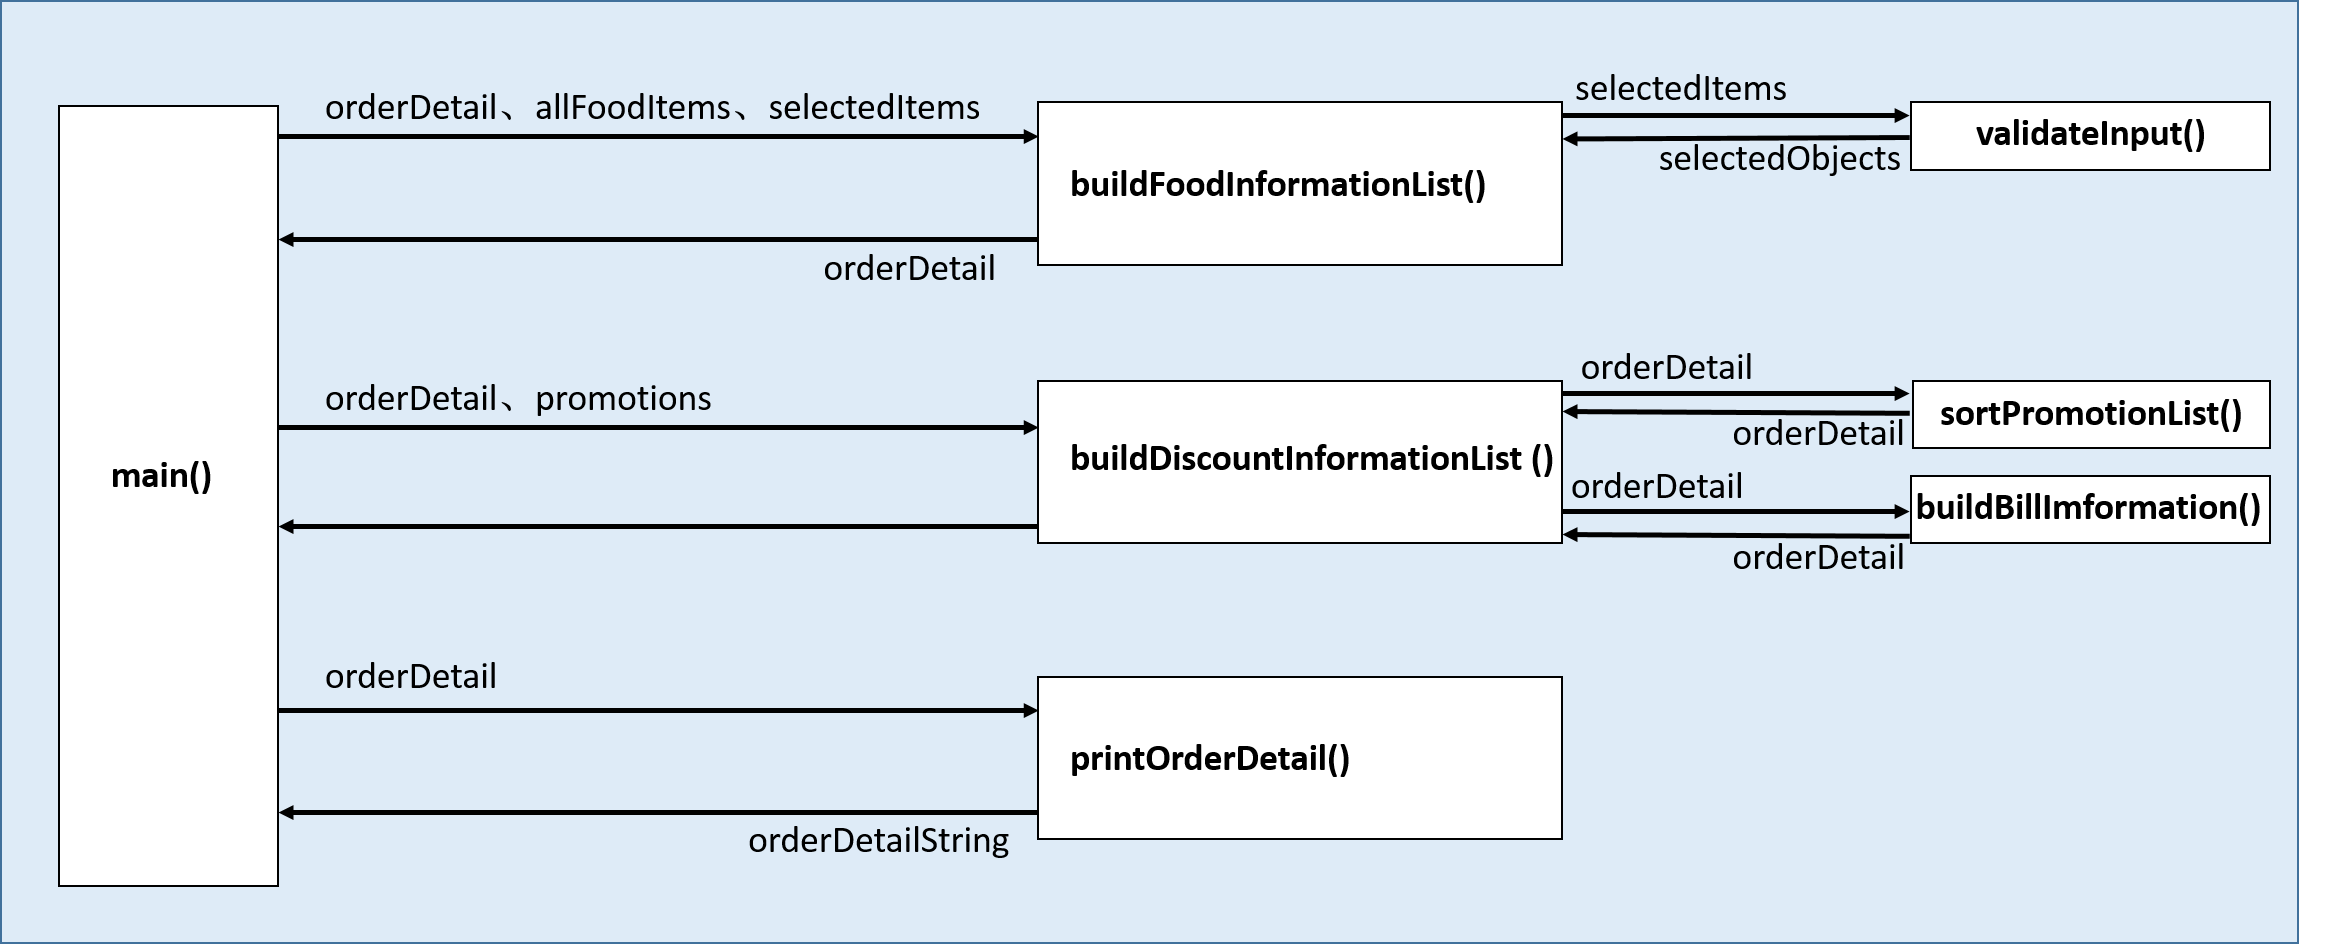 orderDetail、allFoodItems、selectedItems
selectedItems
validateInput()
selectedObjects
buildFoodInformationList()
orderDetail
orderDetail、promotions
orderDetail
sortPromotionList()
orderDetail
main()
buildDiscountInformationList ()
orderDetail
buildBillImformation()
orderDetail
orderDetail
printOrderDetail()
orderDetailString